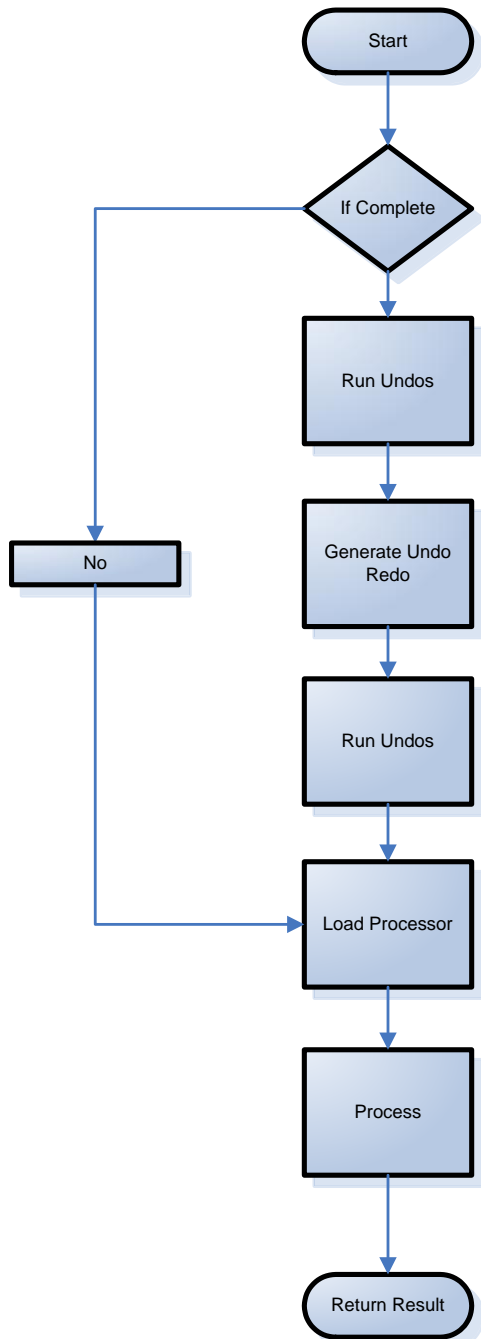 Start
If Complete
Run Undos
Generate Undo
Redo
No
Run Undos
Load Processor
Process
Return Result